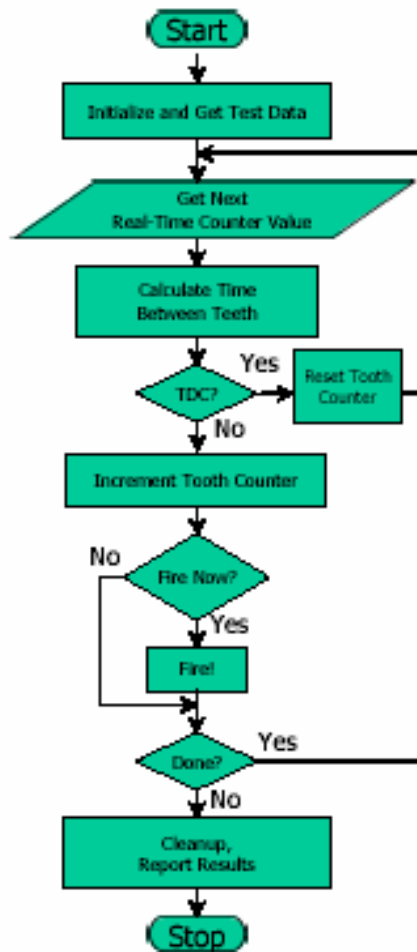 Start
Initialize and Get Test Data
Get Next
Real-Time Counter Value
Calculate Time
Between Teeth
TDC?
Yes
Reset Tooth
Counter
No
Increment Tooth Counter
No
Fire Now?
Yes
Fire!
Done?
Yes
No
Cleanup,
Report Results
Stop